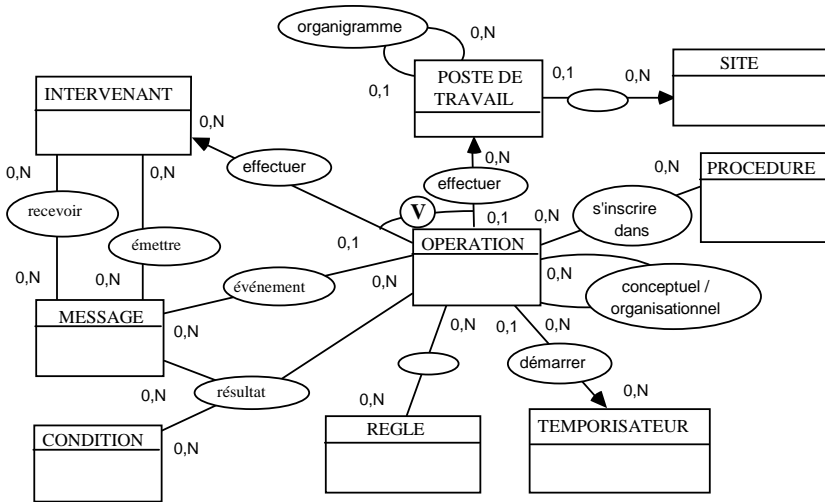 organigramme
0,N
0,1
POSTE DE
TRAVAIL
0,1
0,N
SITE
INTERVENANT
0,N
0,N
0,N
effectuer
0,N
effectuer
0,N
PROCEDURE
recevoir
émettre
V
0,1
0,1
0,N
s'inscrire
dans
OPERATION
0,N
0,N
événement
0,N
0,N
conceptuel /
organisationnel
MESSAGE
0,N
0,N
0,1
0,N
0,N
résultat
démarrer
0,N
0,N
CONDITION
0,N
REGLE
TEMPORISATEUR